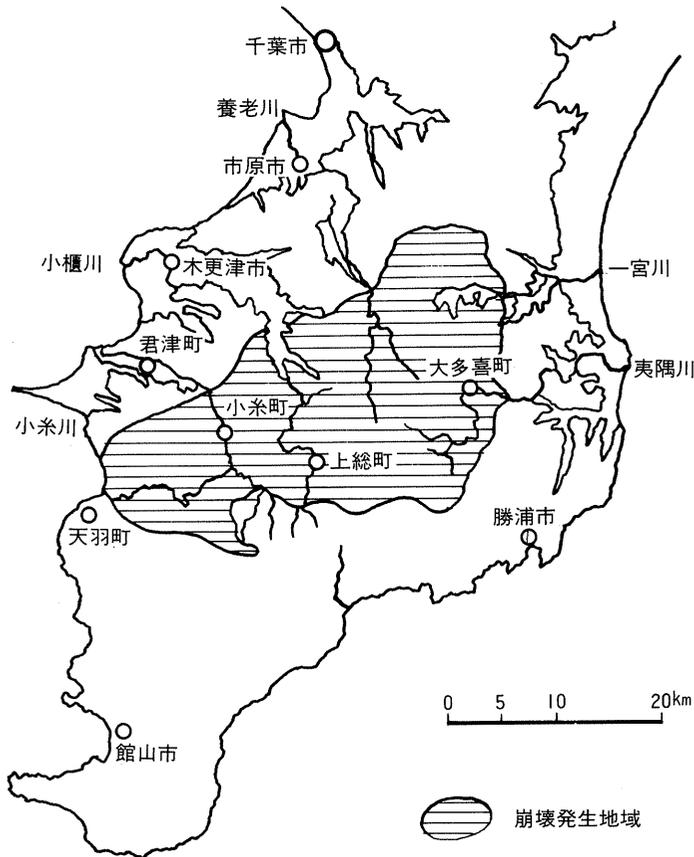 千葉市
養老川
市原市
小櫃川
木更津市
一宮川
君津町
大多喜町
夷隅川
小糸町
小糸川
上総町
天羽町
勝浦市
0 5 10 20km
館山市
崩壊発生地域